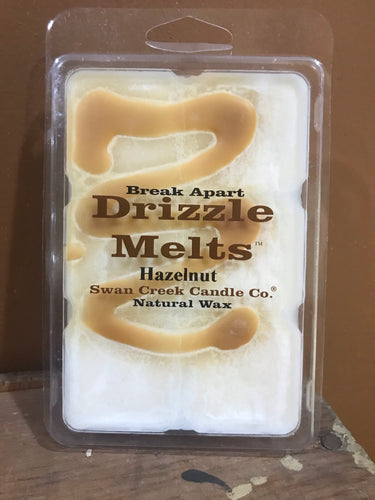 Break Apart
Drizzle
Melts™
Hazelnut
Swan Creek Candle Co.®
Natural Wax